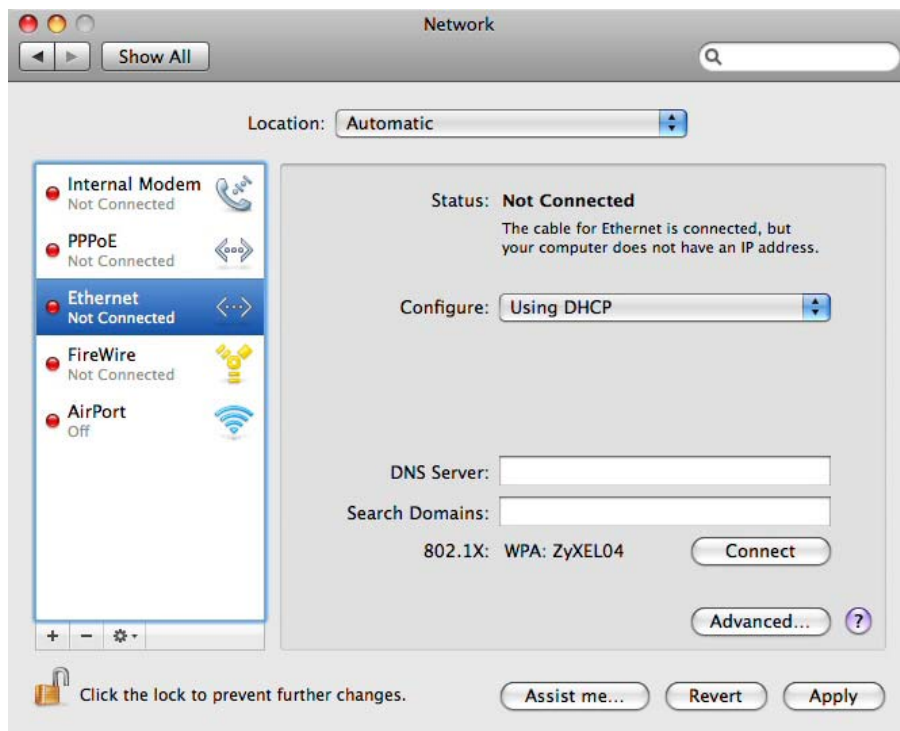 Network
Show All
Location: Automatic
Internal Modem
Not Connected
PPPoE
Not Connected
Ethernet
Not Connected
FireWire
Not Connected
AirPort
Off
Status: Not Connected
The cable for Ethernet is connected, but
your computer does not have an IP address.
Configure: Using DHCP
DNS Server:
Search Domains:
802.1X: WPA: ZyXEL04 Connect
Advanced... ?
+ −
Click the lock to prevent further changes.
Assist me... Revert Apply